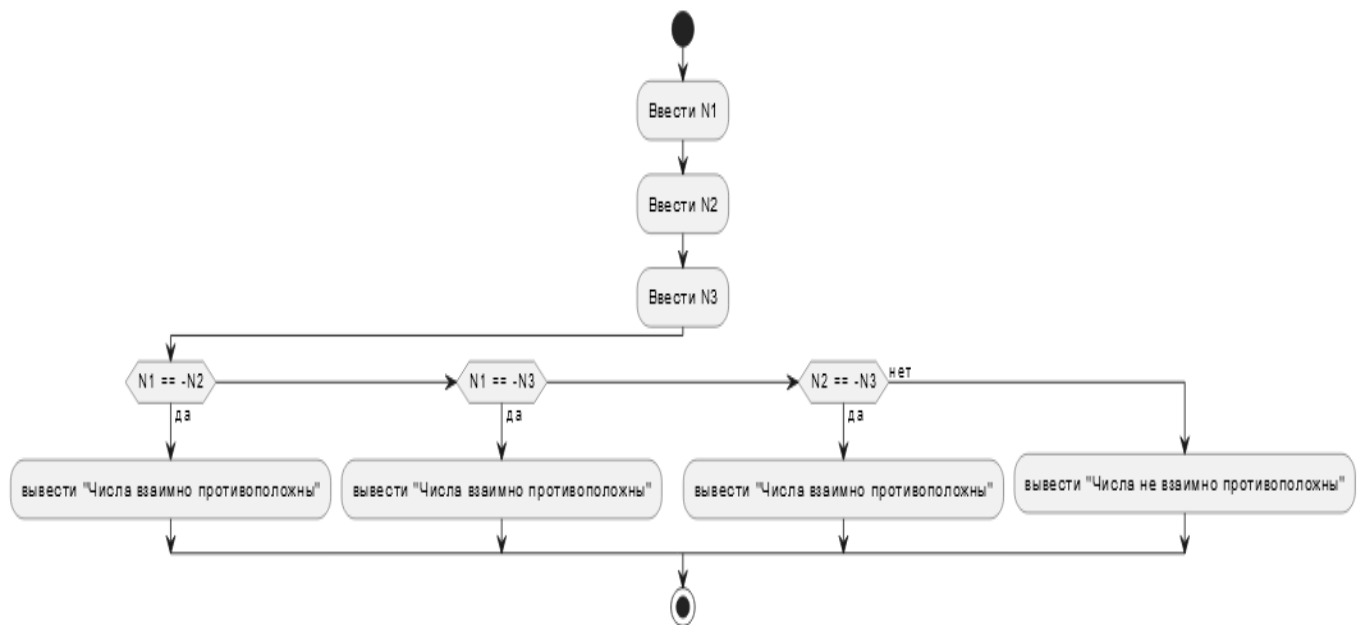 Ввести N1
Ввести N2
Ввести N3
N1 == -N2
N1 == -N3
N2 == -N3
нет
да
да
да
вывести "Числа взаимно противоположны"
вывести "Числа взаимно противоположны"
вывести "Числа взаимно противоположны"
вывести "Числа не взаимно противоположны"